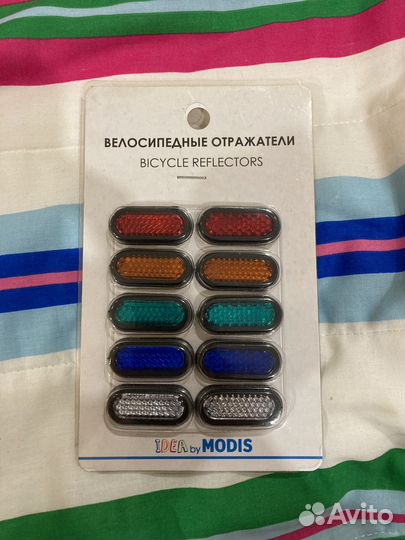 ВЕЛОСИПЕДНЫЕ ОТРАЖАТЕЛИ
BICYCLE REFLECTORS
IDEA by MODIS
Avito